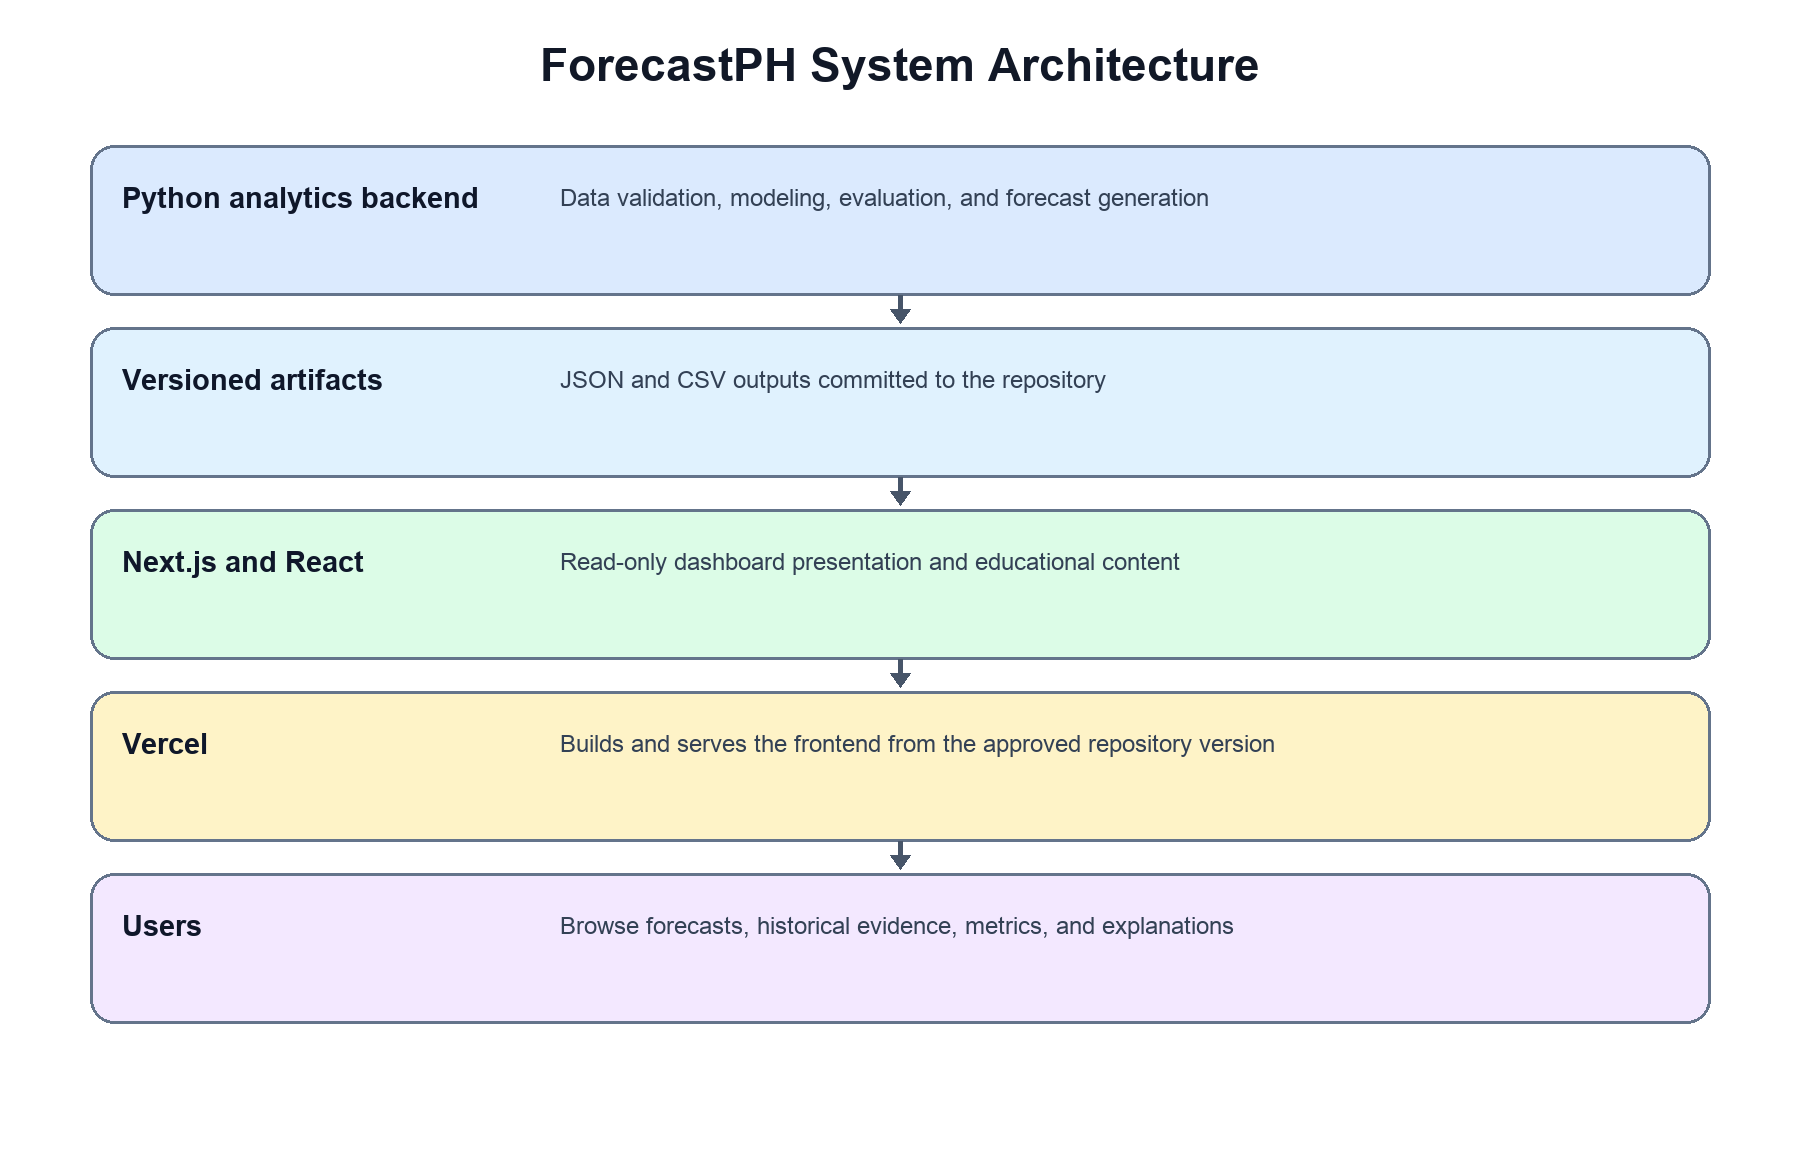 ForecastPH System Architecture
Python analytics backend
Data validation, modeling, evaluation, and forecast generation
Versioned artifacts
JSON and CSV outputs committed to the repository
Next.js and React
Read-only dashboard presentation and educational content
Vercel
Builds and serves the frontend from the approved repository version
Users
Browse forecasts, historical evidence, metrics, and explanations